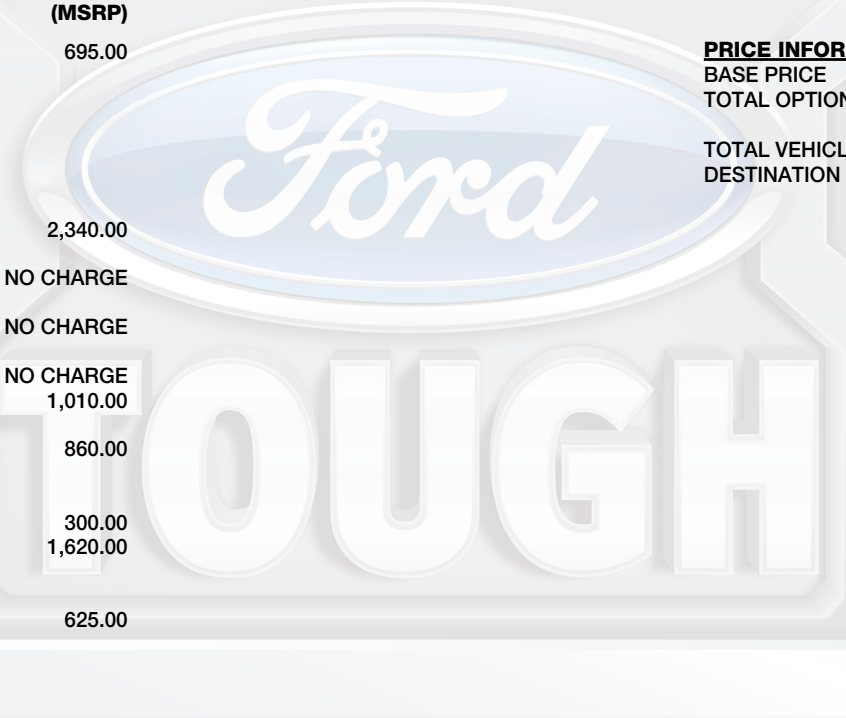 (MSRP)
695.00
2,340.00
NO CHARGE
NO CHARGE
NO CHARGE
1,010.00
860.00
300.00
1,620.00
625.00
PRICE INFOR
BASE PRICE
TOTAL OPTION
TOTAL VEHICL
DESTINATION
Ford
TOUGH